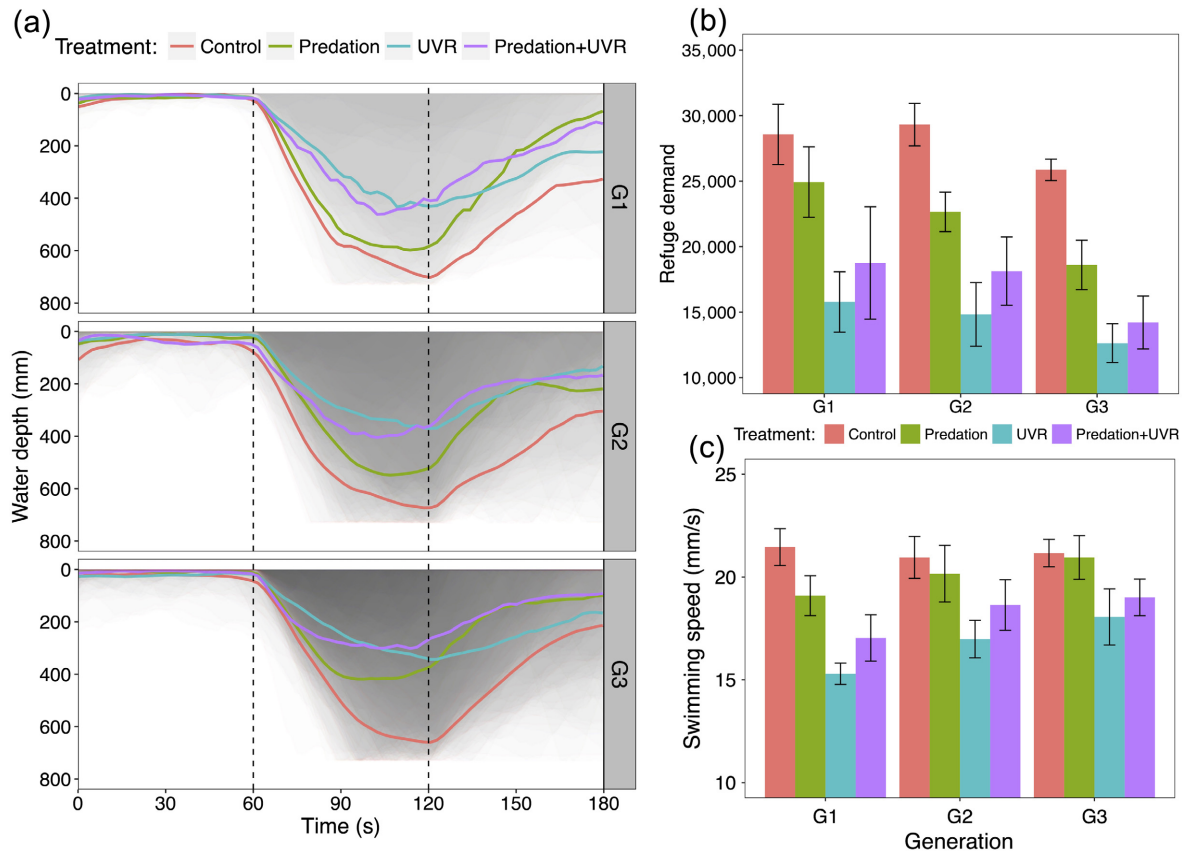 (a)
Treatment: Control Predation UVR Predation+UVR
0
200
400
600
800
G1
0
200
400
600
800
G2
0
200
400
600
800
G3
Water depth (mm)
0 30 60 90 120 150 180
Time (s)
(b)
35,000
30,000
25,000
20,000
15,000
10,000
Refuge demand
G1 G2 G3
Treatment: Control Predation UVR Predation+UVR
(c)
25
20
15
10
Swimming speed (mm/s)
G1 G2 G3
Generation